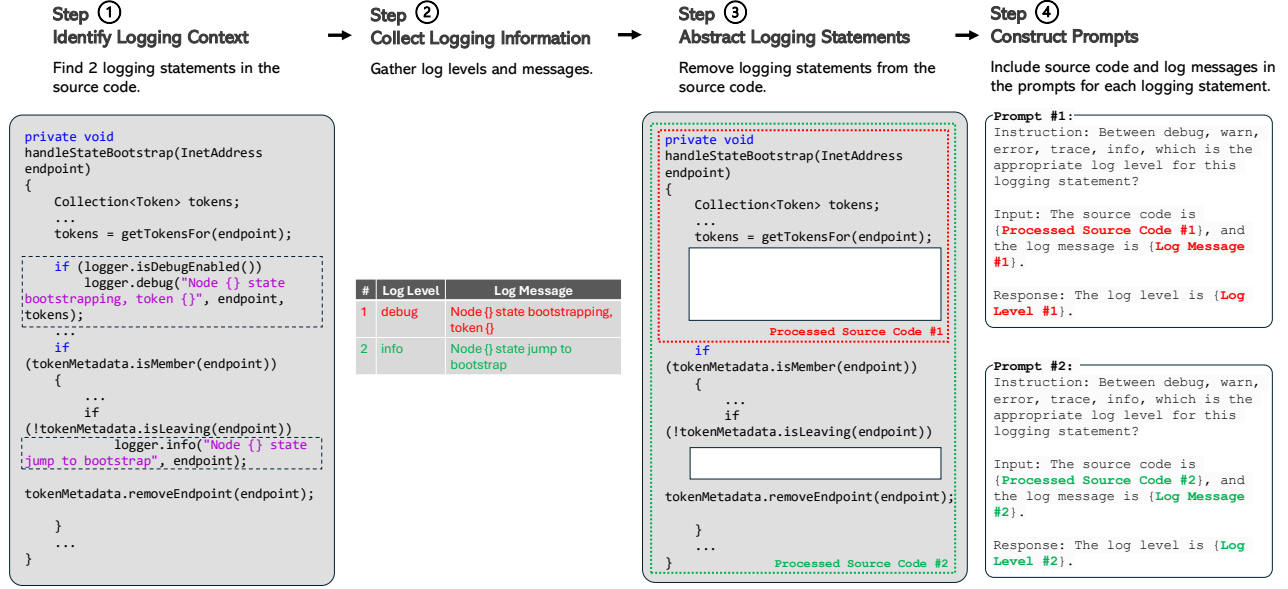 Step ①
Identify Logging Context
Find 2 logging statements in the
source code.
private void
handleStateBootstrap(InetAddress
endpoint)
{
Collection<Token> tokens;
...
tokens = getTokensFor(endpoint);
if (logger.isDebugEnabled())
logger.debug("Node {} state
bootstrapping, token {}", endpoint,
tokens);
...
if
(tokenMetadata.isMember(endpoint))
{
...
if
(!tokenMetadata.isLeaving(endpoint))
logger.info("Node {} state
jump to bootstrap", endpoint);
tokenMetadata.removeEndpoint(endpoint);
}
...
}
Step ②
Collect Logging Information
Gather log levels and messages.
# Log Level Log Message
1 debug Node {} state bootstrapping,
token {}
2 info Node {} state jump to
bootstrap
Step ③
Abstract Logging Statements
Remove logging statements from the
source code.
private void
handleStateBootstrap(InetAddress
endpoint)
{
Collection<Token> tokens;
...
tokens = getTokensFor(endpoint);
Processed Source Code #1
if
(tokenMetadata.isMember(endpoint))
{
...
if
(!tokenMetadata.isLeaving(endpoint))
tokenMetadata.removeEndpoint(endpoint);
}
...
}
Processed Source Code #2
Step ④
Construct Prompts
Include source code and log messages in
the prompts for each logging statement.
Prompt #1:
Instruction: Between debug, warn,
error, trace, info, which is the
appropriate log level for this
logging statement?
Input: The source code is
{Processed Source Code #1}, and
the log message is {Log Message
#1}.
Response: The log level is {Log
Level #1}.
Prompt #2:
Instruction: Between debug, warn,
error, trace, info, which is the
appropriate log level for this
logging statement?
Input: The source code is
{Processed Source Code #2}, and
the log message is {Log Message
#2}.
Response: The log level is {Log
Level #2}.